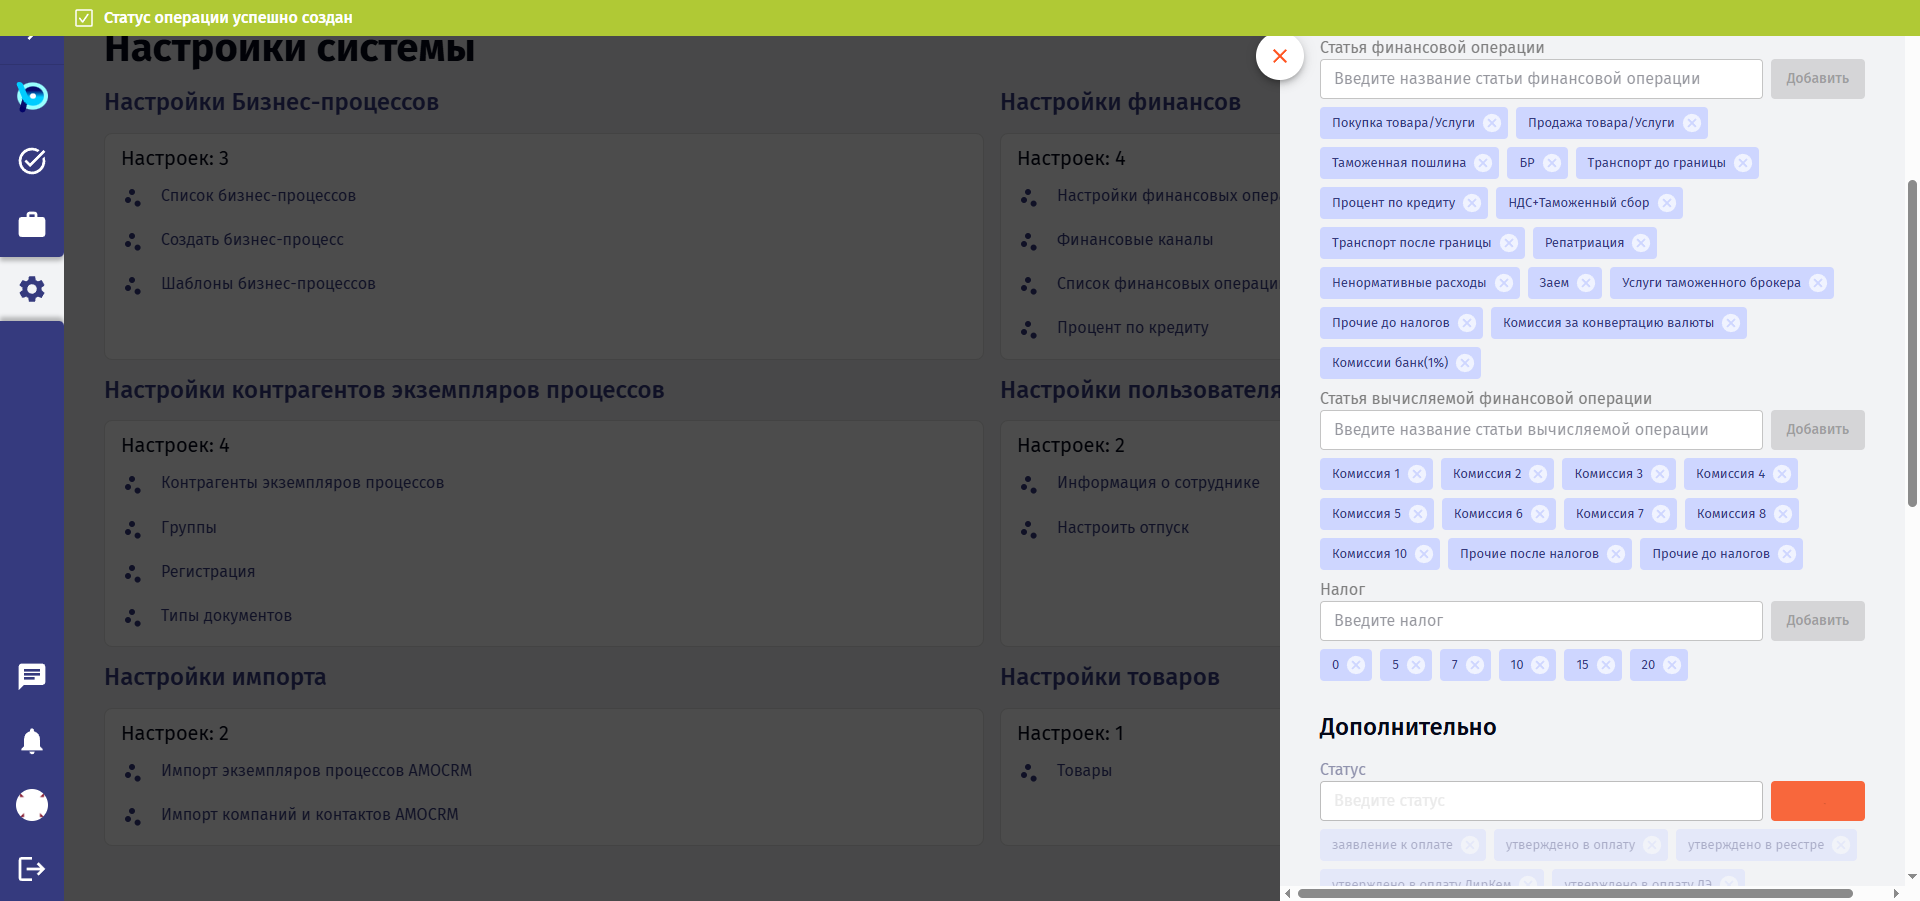 Статус операции успешно создан
Настройки системы
Настройки Бизнес-процессов
Настроек: 3
Список бизнес-процессов
Создать бизнес-процесс
Шаблоны бизнес-процессов
Настройки финансов
Настроек: 4
Настройки финансовых опер
Финансовые каналы
Список финансовых операци
Процент по кредиту
Настройки контрагентов экземпляров процессов
Настроек: 4
Контрагенты экземпляров процессов
Группы
Регистрация
Типы документов
Настройки пользователя
Настроек: 2
Информация о сотруднике
Настроить отпуск
Настройки импорта
Настроек: 2
Импорт экземпляров процессов AMOCRM
Импорт компаний и контактов AMOCRM
Настройки товаров
Настроек: 1
Товары
Статья финансовой операции
Введите название статьи финансовой операции Добавить
Покупка товара/Услуги Продажа товара/Услуги
Таможенная пошлина БР Транспорт до границы
Процент по кредиту НДС+Таможенный сбор
Транспорт после границы Репатриация
Ненормативные расходы Заем Услуги таможенного брокера
Прочие до налогов Комиссия за конвертацию валюты
Комиссии банк(1%)
Статья вычисляемой финансовой операции
Введите название статьи вычисляемой операции Добавить
Комиссия 1 Комиссия 2 Комиссия 3 Комиссия 4
Комиссия 5 Комиссия 6 Комиссия 7 Комиссия 8
Комиссия 10 Прочие после налогов Прочие до налогов
Налог
Введите налог Добавить
0 5 7 10 15 20
Дополнительно
Статус
Введите статус
заявление к оплате утверждено в оплату утверждено в реестре
утверждено в оплату ДирКем утверждено в оплату ДЭ